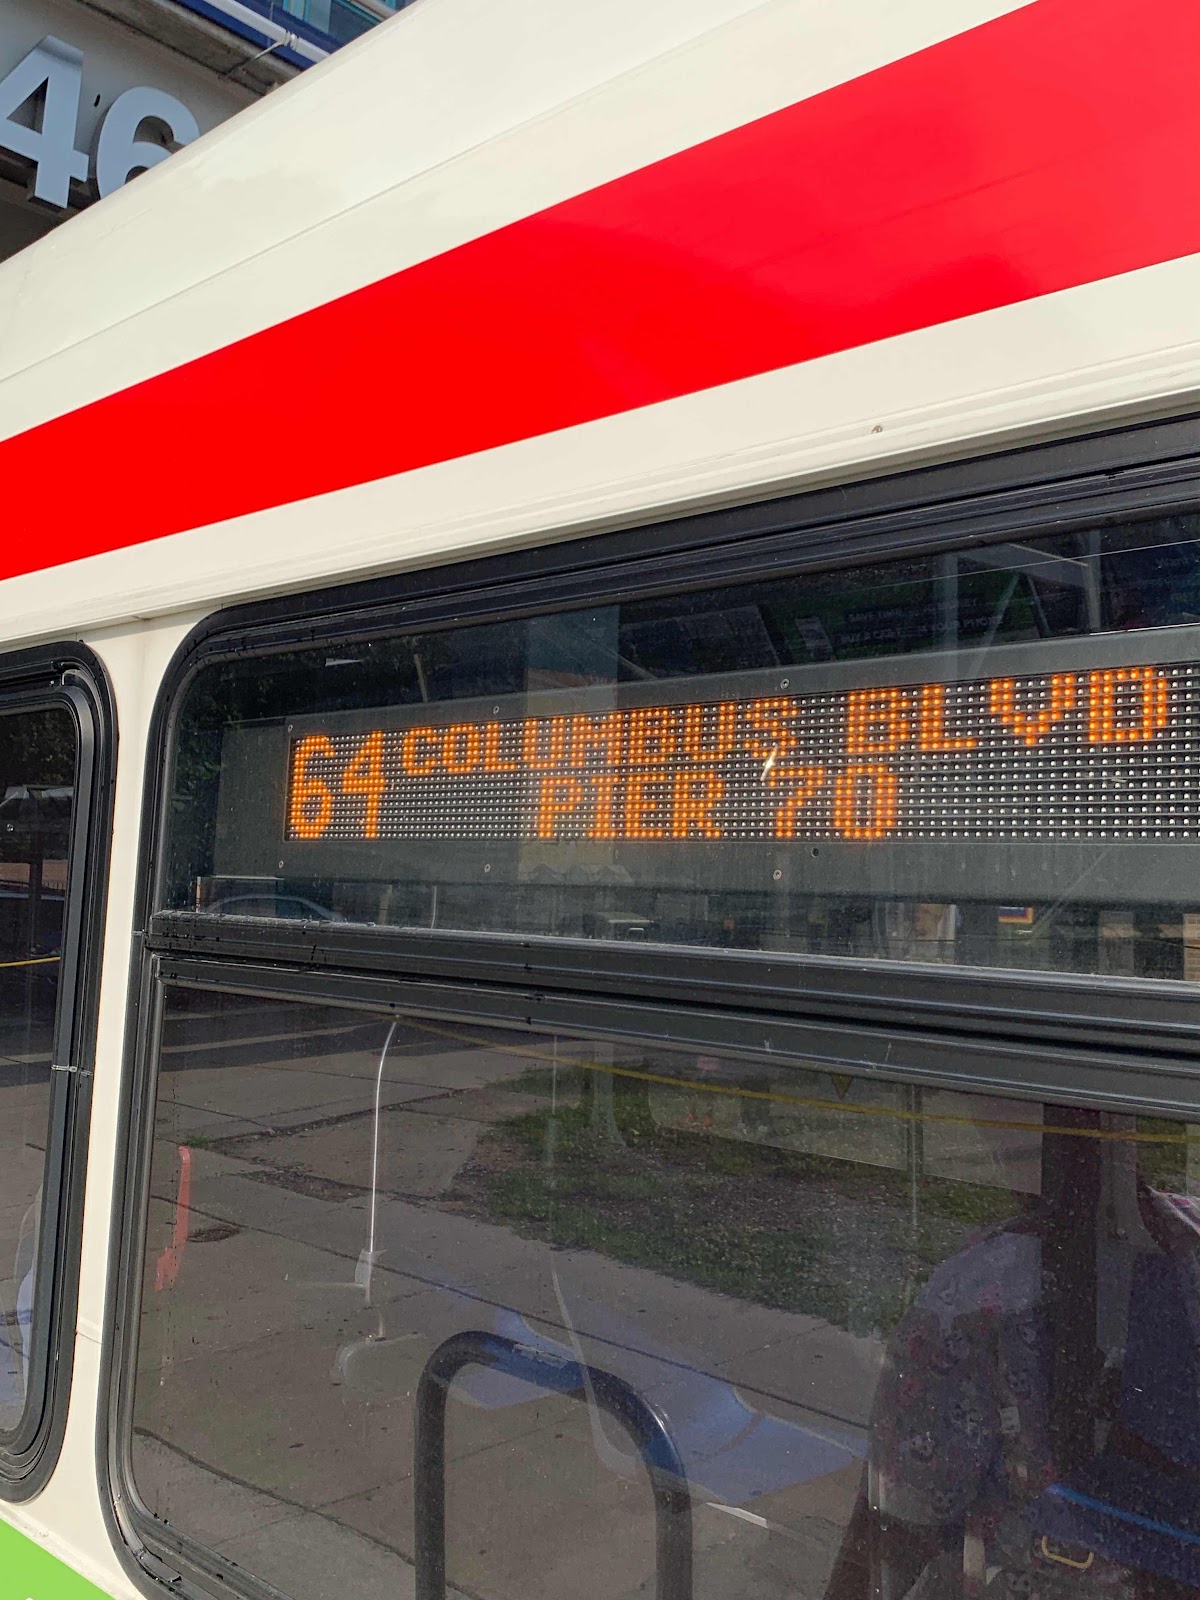 46
64 COLUMBUS BLVD
PIER 70